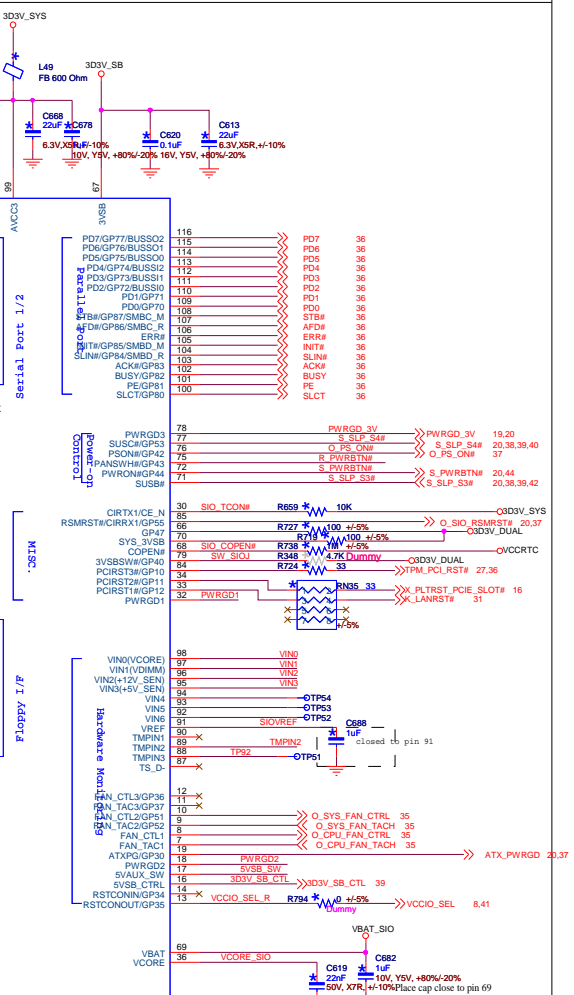 3D3V_SYS
L49
FB 600 Ohm
3D3V_SB
C668
22uF
C678
C620
0.1uF
C613
22uF
6.3V,X5R,+/-10%
10V, Y5V, +80%/-20%
16V, Y5V, +80%/-20%
6.3V,X5R,+/-10%
99
67
AVCC3
3VSB
Serial Port 1/2
Parallel Port
PD7/GP77/BUSSO2 116 PD7 36
PD6/GP76/BUSSO1 115 PD6 36
PD5/GP75/BUSSO0 114 PD5 36
PD4/GP74/BUSSI2 113 PD4 36
PD3/GP73/BUSSI1 112 PD3 36
PD2/GP72/BUSSI0 111 PD2 36
PD1/GP71 110 PD1 36
PD0/GP70 109 PD0 36
STB#/GP87/SMBC_M 108 STB# 36
AFD#/GP86/SMBC_R 107 AFD# 36
ERR# 106 ERR# 36
INIT#/GP85/SMBD_M 105 INIT# 36
SLIN#/GP84/SMBD_R 104 SLIN# 36
ACK#/GP83 103 ACK# 36
BUSY/GP82 102 BUSY 36
PE/GP81 101 PE 36
SLCT/GP80 100 SLCT 36
Power-on
Control
PWRGD3 78 PWRGD_3V PWRGD_3V 19,20
SUSC#/GP53 77 S_SLP_S4# S_SLP_S4# 20,38,39,40
PSON#/GP42 76 O_PS_ON# O_PS_ON# 37
PANSWH#/GP43 75 R_PWRBTN#
PWRON#/GP44 72 S_PWRBTN# S_PWRBTN# 20,44
SUSB# 71 S_SLP_S3# S_SLP_S3# 20,38,39,42
MISC.
CIRTX1/CE_N 30 SIO_TCON# R659 10K 3D3V_SYS
RSMRST#/CIRRX1/GP55 85 O_SIO_RSMRST# 20,37
GP47 66 R727 100 +/-5% 3D3V_DUAL
SYS_3VSB 70 R719 100 +/-5%
COPEN# 68 SIO_COPEN# R738 1M +/-5% VCCRTC
3VSBSW#/GP40 79 SW_SIOJ R348 4.7K Dummy 3D3V_DUAL
PCIRST3#/GP10 84 R724 33 TPM_PCI_RST# 27,36
PCIRST2#/GP11 34 RN35 33 X_PLTRST_PCIE_SLOT# 16
PCIRST1#/GP12 33 K_LANRST# 31
PWRGD1 32 PWRGD1
+/-5%
Floppy I/F
Hardware Monitoring
VIN0(VCORE) 98 VIN0
VIN1(VDIMM) 97 VIN1
VIN2(+12V_SEN) 96 VIN2
VIN3(+5V_SEN) 95 VIN3
VIN4 94 TP54
VIN5 93 TP53
VIN6 92 TP52
VREF 91 SIOVREF
C688
1uF
closed to pin 91
TMPIN1 90
TMPIN2 89 TMPIN2
TMPIN3 88 TP92 TP51
TS_D- 87
FAN_CTL3/GP36 12
FAN_TAC3/GP37 11
FAN_CTL2/GP51 10 O_SYS_FAN_CTRL 35
FAN_TAC2/GP52 9 O_SYS_FAN_TACH 35
FAN_CTL1 8 O_CPU_FAN_CTRL 35
FAN_TAC1 7 O_CPU_FAN_TACH 35
ATXPG/GP30 19 ATX_PWRGD 20,37
PWRGD2 18 PWRGD2
5VAUX_SW 17 5VSB_SW
5VSB_CTRL 16 3D3V_SB_CTL 3D3V_SB_CTL 39
RSTCONIN/GP34 14
RSTCONOUT/GP35 13 VCCIO_SEL_R R794 0 +/-5% VCCIO_SEL 8,41
Dummy
VBAT_SIO
VBAT 69
VCORE 36 VCORE_SIO
C619
22nF
50V, X7R, +/-10%
C682
1uF
10V, Y5V, +80%/-20%
Place cap close to pin 69